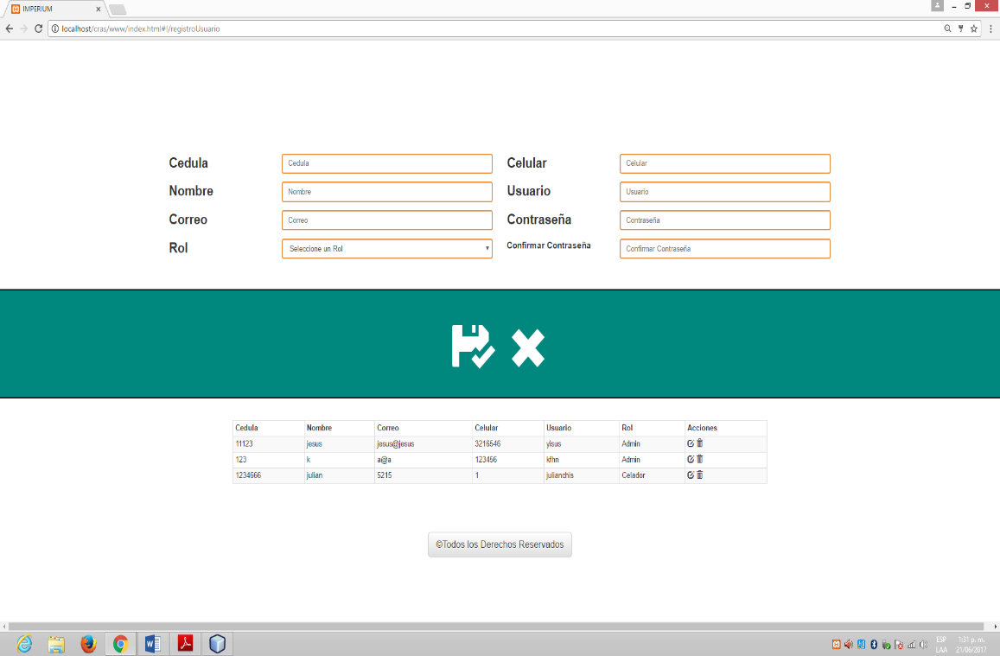 IMPERIUM
localhost/cras/www/index.html#!/registroUsuario
Cedula Cedula Celular Celular
Nombre Nombre Usuario Usuario
Correo Correo Contraseña Contraseña
Rol Seleccione un Rol Confirmar Contraseña Confirmar Contraseña
Cedula Nombre Correo Celular Usuario Rol Acciones
11123 jesus jesus@jesus 3216546 yisus Admin
123 k a@a 123456 kfhn Admin
1234666 julian 5215 1 julianchis Celador
©Todos los Derechos Reservados
ESP 1:31 p. m.
LAA 21/06/2017